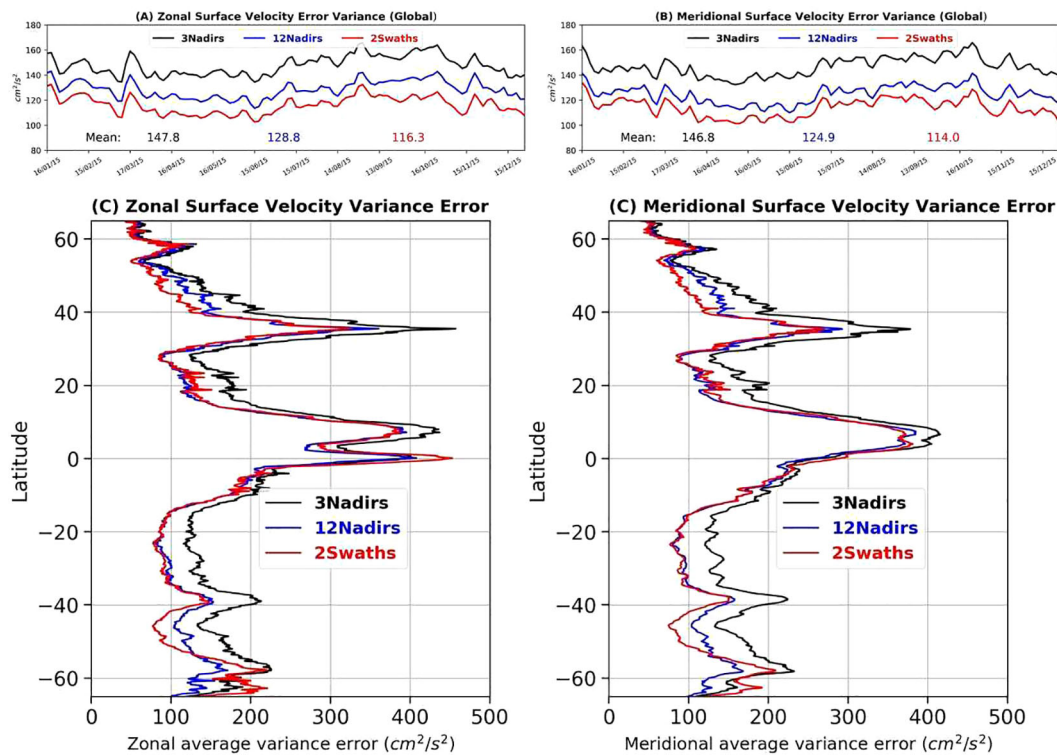 (A) Zonal Surface Velocity Error Variance (Global)
180
160
140
120
100
80
cm²/s²
3Nadirs 12Nadirs 2Swaths
Mean: 147.8 128.8 116.3
16/01/15 15/02/15 17/03/15 16/04/15 16/05/15 15/06/15 15/07/15 14/08/15 13/09/15 16/10/15 15/11/15 15/12/15
(B) Meridional Surface Velocity Error Variance (Global)
180
160
140
120
100
80
cm²/s²
3Nadirs 12Nadirs 2Swaths
Mean: 146.8 124.9 114.0
16/01/15 15/02/15 17/03/15 16/04/15 16/05/15 15/06/15 15/07/15 14/08/15 13/09/15 16/10/15 15/11/15 15/12/15
(C) Zonal Surface Velocity Variance Error
60
40
20
0
−20
−40
−60
Latitude
3Nadirs
12Nadirs
2Swaths
0 100 200 300 400 500
Zonal average variance error (cm²/s²)
(C) Meridional Surface Velocity Variance Error
60
40
20
0
−20
−40
−60
Latitude
3Nadirs
12Nadirs
2Swaths
0 100 200 300 400 500
Meridional average variance error (cm²/s²)